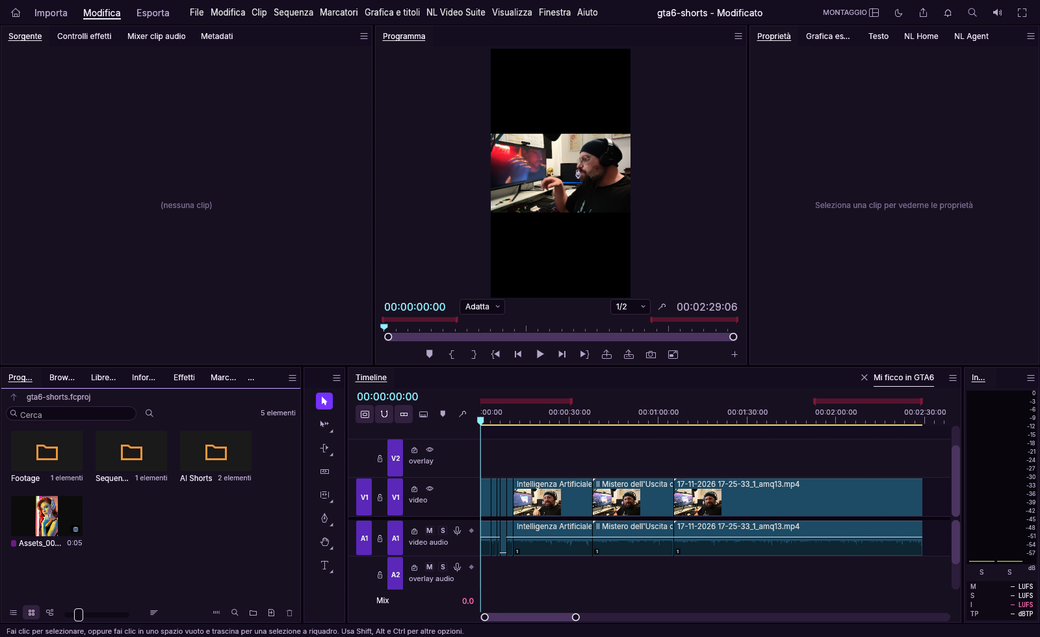 Importa Modifica Esporta File Modifica Clip Sequenza Marcatori Grafica e titoli NL Video Suite Visualizza Finestra Aiuto gta6-shorts - Modificato MONTAGGIO
Sorgente Controlli effetti Mixer clip audio Metadati
Programma
Proprietà Grafica es... Testo NL Home NL Agent
(nessuna clip)
Seleziona una clip per vederne le proprietà
00:00:00:00 Adatta 1/2 00:02:29:06
Prog... Brow... Libre... Infor... Effetti Marc... ...
gta6-shorts.fcproj
Cerca 5 elementi
Footage 1 elementi Sequen... 1 elementi AI Shorts 2 elementi
Assets_00... 0:05
Timeline Mi ficco in GTA6
00:00:00:00
:00:00 00:00:30:00 00:01:00:00 00:01:30:00 00:02:00:00 00:02:30:00
V2 overlay
V1 V1 video
Intelligenza Artificiale Il Mistero dell'Uscita d 17-11-2026 17-25-33_1_amq13.mp4
A1 A1 M S video audio
Intelligenza Artificiale Il Mistero dell'Uscita d 17-11-2026 17-25-33_1_amq13.mp4
1 1 1
A2 M S overlay audio
Mix 0.0
In...
0
-3
-6
-9
-12
-15
-18
-21
-24
-27
-30
-33
-36
-39
-42
-45
-48
-51
-54
-57
dB
S S
M – LUFS
S – LUFS
I – LUFS
TP – dBTP
Fai clic per selezionare, oppure fai clic in uno spazio vuoto e trascina per una selezione a riquadro. Usa Shift, Alt e Ctrl per altre opzioni.